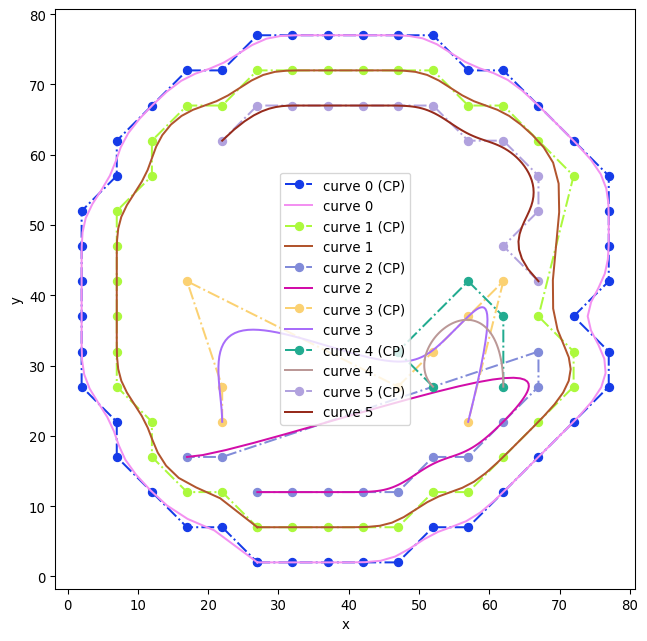 80
70
60
50
40
30
20
10
0
y
curve 0 (CP)
curve 0
curve 1 (CP)
curve 1
curve 2 (CP)
curve 2
curve 3 (CP)
curve 3
curve 4 (CP)
curve 4
curve 5 (CP)
curve 5
0 10 20 30 40 50 60 70 80
x